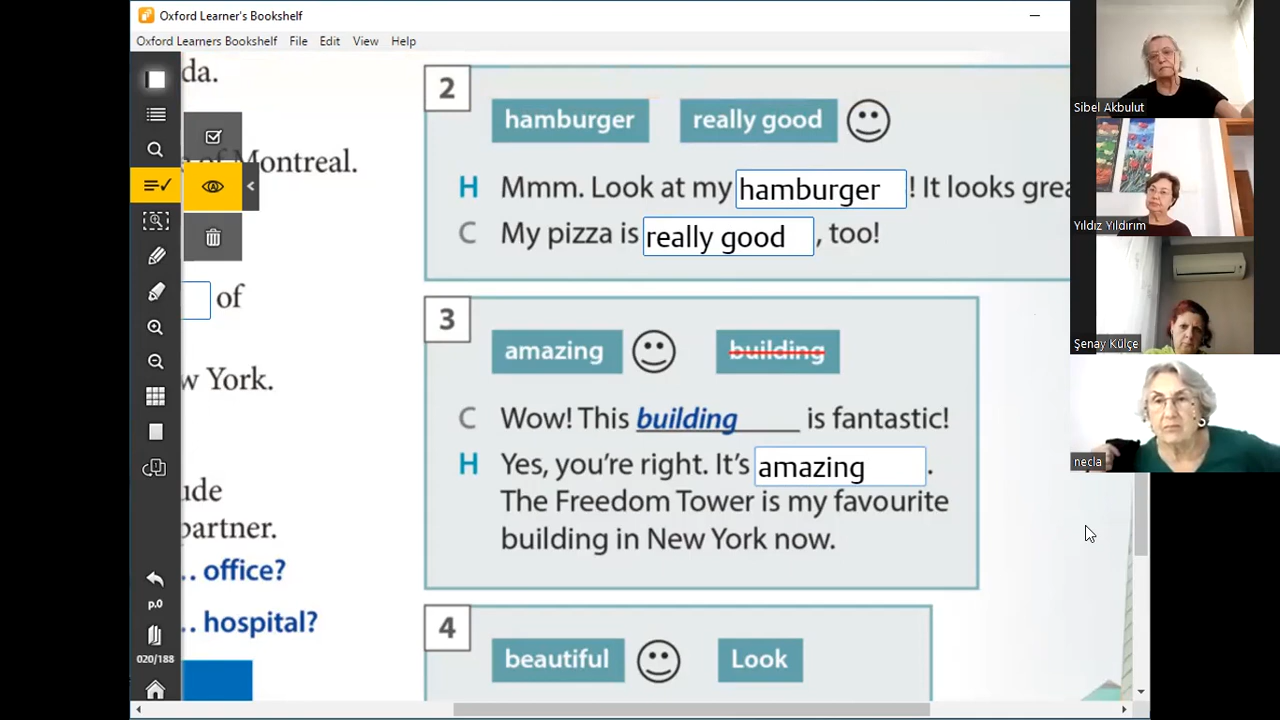 Oxford Learner's Bookshelf
Oxford Learners Bookshelf File Edit View Help
da.
of Montreal.
of
w York.
ude
partner.
.. office?
.. hospital?
p.0
020/188
2
hamburger really good
H Mmm. Look at my hamburger ! It looks grea
C My pizza is really good , too!
3
amazing building
C Wow! This building is fantastic!
H Yes, you're right. It's amazing .
The Freedom Tower is my favourite
building in New York now.
4
beautiful Look
Sibel Akbulut
Yıldız Yıldırım
Şenay Külçe
necla